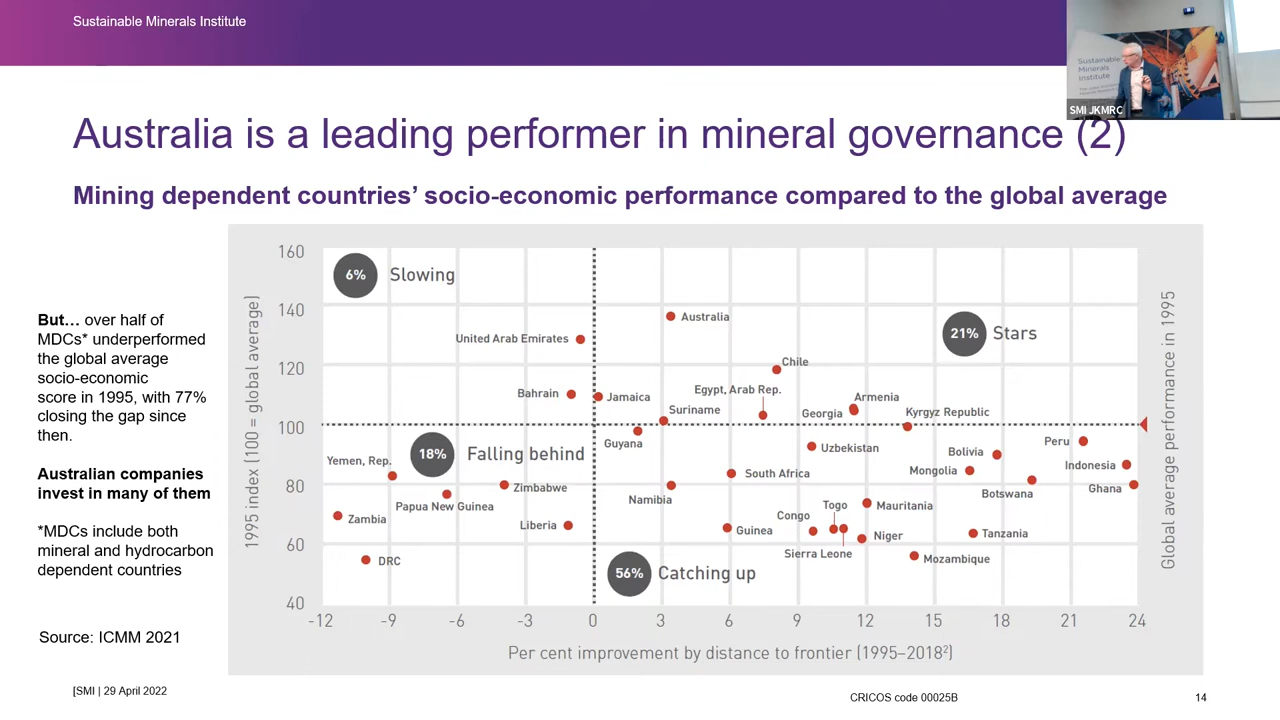 Sustainable Minerals Institute
Sustainable
Minerals
Institute
SMI JKMRC
Australia is a leading performer in mineral governance (2)
Mining dependent countries’ socio-economic performance compared to the global average
But… over half of
MDCs* underperformed
the global average
socio-economic
score in 1995, with 77%
closing the gap since
then.
Australian companies
invest in many of them
*MDCs include both
mineral and hydrocarbon
dependent countries
Source: ICMM 2021
1995 index (100 = global average)
160
140
120
100
80
60
40
6% Slowing
21% Stars
Australia
United Arab Emirates
Chile
Egypt, Arab Rep.
Bahrain
Jamaica
Armenia
Suriname
Georgia
Kyrgyz Republic
Guyana
Peru
Uzbekistan
Bolivia
18% Falling behind
Yemen, Rep.
Indonesia
Mongolia
South Africa
Zimbabwe
Ghana
Botswana
Papua New Guinea
Namibia
Togo
Mauritania
Congo
Zambia
Liberia
Guinea
Niger
Tanzania
Sierra Leone
DRC
Mozambique
56% Catching up
-12 -9 -6 -3 0 3 6 9 12 15 18 21 24
Per cent improvement by distance to frontier (1995–2018²)
Global average performance in 1995
[SMI | 29 April 2022
CRICOS code 00025B
14